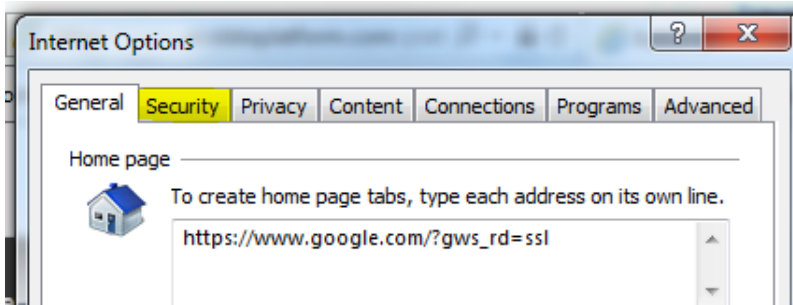 Internet Options
General Security Privacy Content Connections Programs Advanced
Home page
To create home page tabs, type each address on its own line.
https://www.google.com/?gws_rd=ssl